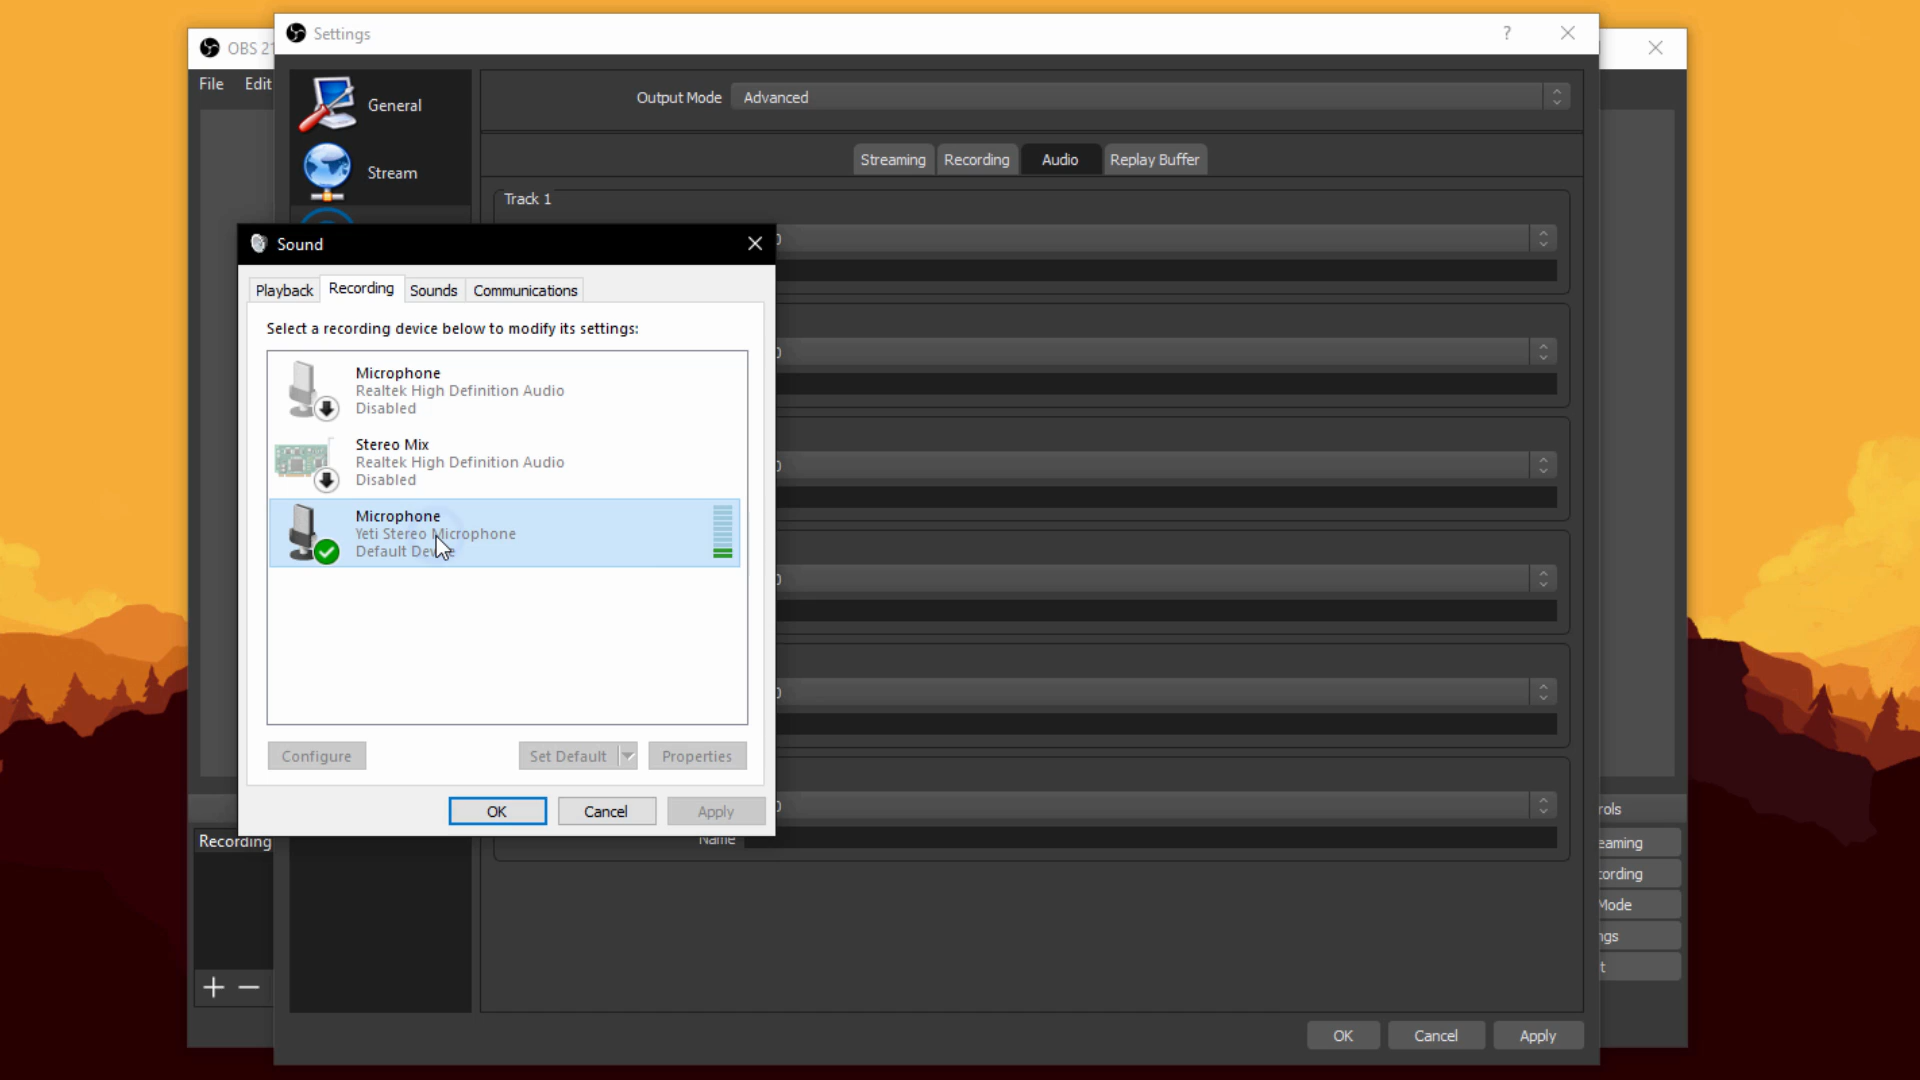 Settings
?
OBS 21
File Edit
General
Stream
Output Mode Advanced
Streaming Recording Audio Replay Buffer
Track 1
Sound
Playback Recording Sounds Communications
Select a recording device below to modify its settings:
Microphone
Realtek High Definition Audio
Disabled
Stereo Mix
Realtek High Definition Audio
Disabled
Microphone
Yeti Stereo Microphone
Default Device
Configure Set Default Properties
OK Cancel Apply
Name
Recording
rols
eaming
cording
Mode
ngs
t
OK Cancel Apply